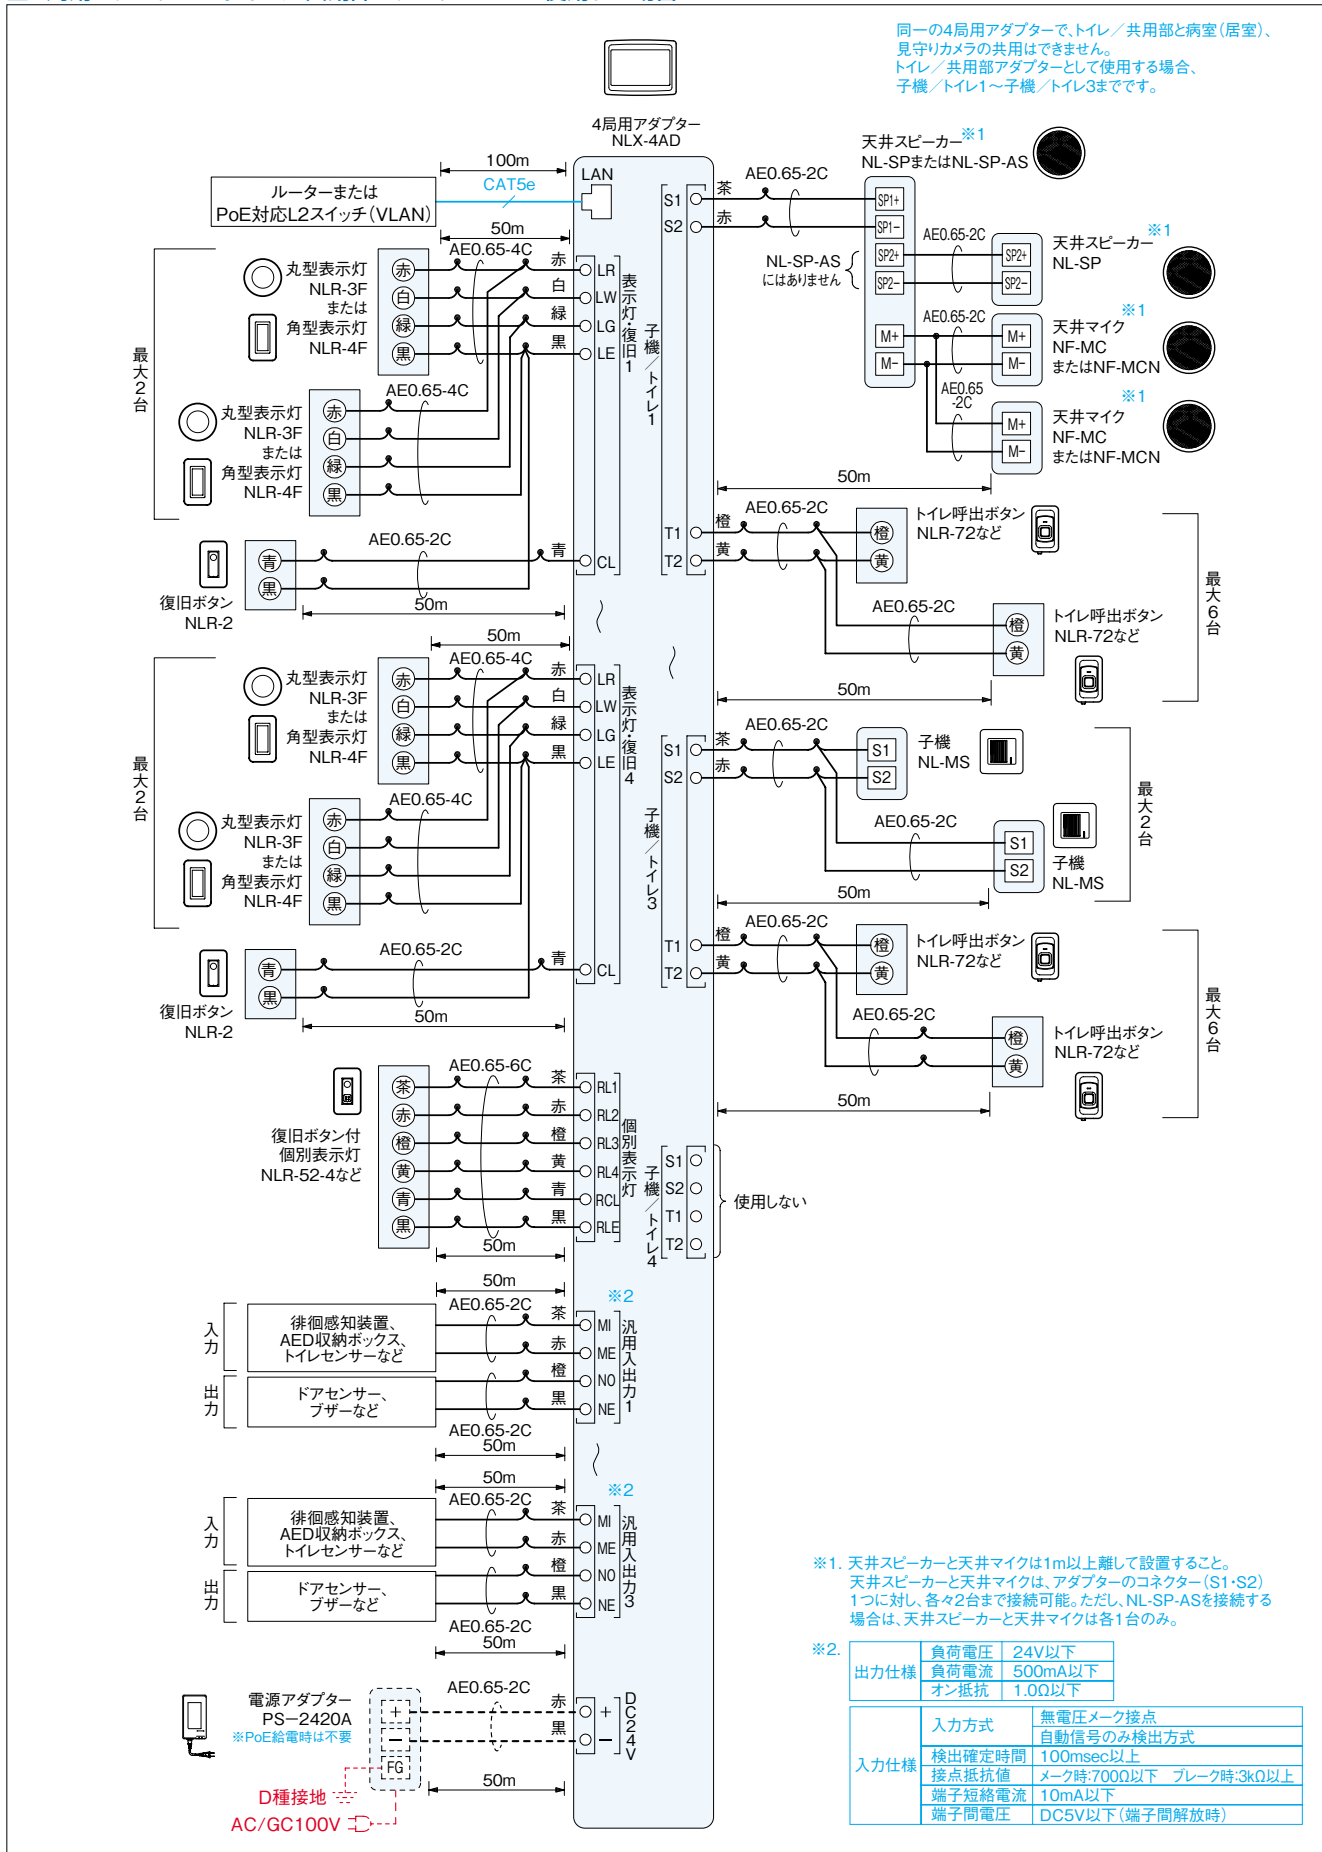 同一の4局用アダプターで、トイレ／共用部と病室(居室)、
見守りカメラの共用はできません。
トイレ／共用部アダプターとして使用する場合、
子機／トイレ1～子機／トイレ3までです。
4局用アダプター
NLX-4AD
天井スピーカー※1
NL-SPまたはNL-SP-AS
100m
CAT5e
LAN
ルーターまたは
PoE対応L2スイッチ(VLAN)
50m
AE0.65-4C
最大2台
丸型表示灯
NLR-3F
または
角型表示灯
NLR-4F
赤
白
緑
黒
赤
白
緑
黒
LR
LW
LG
LE
表示灯・復旧1
AE0.65-4C
丸型表示灯
NLR-3F
または
角型表示灯
NLR-4F
赤
白
緑
黒
AE0.65-2C
復旧ボタン
NLR-2
青
黒
青
CL
50m
子機／トイレ1
S1
S2
茶
赤
AE0.65-2C
SP1+
SP1−
SP2+
SP2−
M+
M−
NL-SP-AS
にはありません
AE0.65-2C
SP2+
SP2−
天井スピーカー
NL-SP
※1
AE0.65-2C
M+
M−
天井マイク
NF-MC
またはNF-MCN
※1
AE0.65
-2C
M+
M−
天井マイク
NF-MC
またはNF-MCN
※1
50m
T1
T2
橙
黄
AE0.65-2C
橙
黄
トイレ呼出ボタン
NLR-72など
AE0.65-2C
橙
黄
トイレ呼出ボタン
NLR-72など
最大6台
50m
50m
AE0.65-4C
最大2台
丸型表示灯
NLR-3F
または
角型表示灯
NLR-4F
赤
白
緑
黒
赤
白
緑
黒
LR
LW
LG
LE
表示灯・復旧4
AE0.65-4C
丸型表示灯
NLR-3F
または
角型表示灯
NLR-4F
赤
白
緑
黒
AE0.65-2C
復旧ボタン
NLR-2
青
黒
青
CL
50m
子機／トイレ3
S1
S2
茶
赤
AE0.65-2C
S1
S2
子機
NL-MS
AE0.65-2C
S1
S2
子機
NL-MS
最大2台
50m
T1
T2
橙
黄
AE0.65-2C
橙
黄
トイレ呼出ボタン
NLR-72など
AE0.65-2C
橙
黄
トイレ呼出ボタン
NLR-72など
最大6台
50m
AE0.65-6C
復旧ボタン付
個別表示灯
NLR-52-4など
茶
赤
橙
黄
青
黒
茶
赤
橙
黄
青
黒
RL1
RL2
RL3
RL4
RCL
RLE
個別表示灯
50m
子機／トイレ4
S1
S2
T1
T2
使用しない
50m
AE0.65-2C
※2
入力
徘徊感知装置、
AED収納ボックス、
トイレセンサーなど
出力
ドアセンサー、
ブザーなど
茶
赤
橙
黒
MI
ME
NO
NE
汎用入出力1
AE0.65-2C
50m
50m
AE0.65-2C
※2
入力
徘徊感知装置、
AED収納ボックス、
トイレセンサーなど
出力
ドアセンサー、
ブザーなど
茶
赤
橙
黒
MI
ME
NO
NE
汎用入出力3
AE0.65-2C
50m
電源アダプター
PS−2420A
※PoE給電時は不要
AE0.65-2C
+
−
FG
赤
黒
+
−
DC24V
50m
D種接地
AC/GC100V
※1. 天井スピーカーと天井マイクは1m以上離して設置すること。
天井スピーカーと天井マイクは、アダプターのコネクター(S1・S2)
1つに対し、各々2台まで接続可能。ただし、NL-SP-ASを接続する
場合は、天井スピーカーと天井マイクは各1台のみ。
※2.
出力仕様
負荷電圧 24V以下
負荷電流 500mA以下
オン抵抗 1.0Ω以下
入力仕様
入力方式 無電圧メーク接点
自動信号のみ検出方式
検出確定時間 100msec以上
接点抵抗値 メーク時:700Ω以下 ブレーク時:3kΩ以上
端子短絡電流 10mA以下
端子間電圧 DC5V以下(端子間解放時)